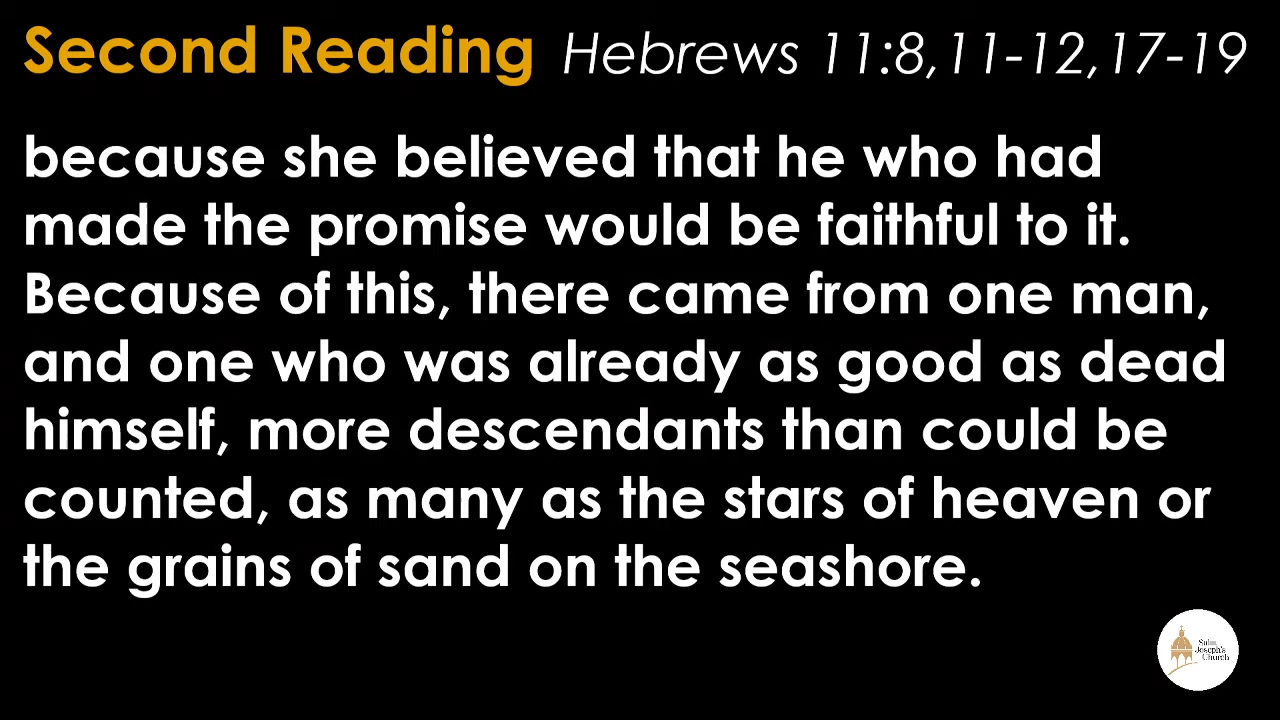 Second Reading Hebrews 11:8,11-12,17-19
because she believed that he who had
made the promise would be faithful to it.
Because of this, there came from one man,
and one who was already as good as dead
himself, more descendants than could be
counted, as many as the stars of heaven or
the grains of sand on the seashore.
Joseph's
Church